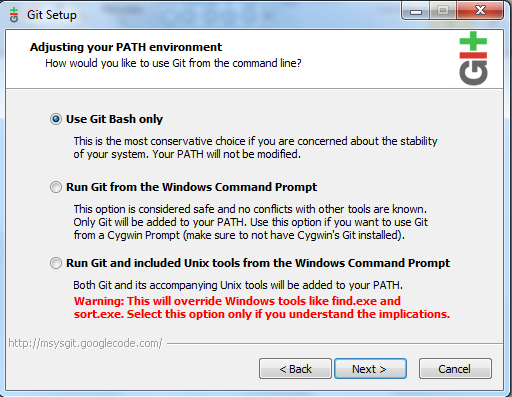 Git Setup
Adjusting your PATH environment
How would you like to use Git from the command line?
Git
Use Git Bash only
This is the most conservative choice if you are concerned about the stability
of your system. Your PATH will not be modified.
Run Git from the Windows Command Prompt
This option is considered safe and no conflicts with other tools are known.
Only Git will be added to your PATH. Use this option if you want to use Git
from a Cygwin Prompt (make sure to not have Cygwin's Git installed).
Run Git and included Unix tools from the Windows Command Prompt
Both Git and its accompanying Unix tools will be added to your PATH.
Warning: This will override Windows tools like find.exe and
sort.exe. Select this option only if you understand the implications.
http://msysgit.googlecode.com/
< Back
Next >
Cancel